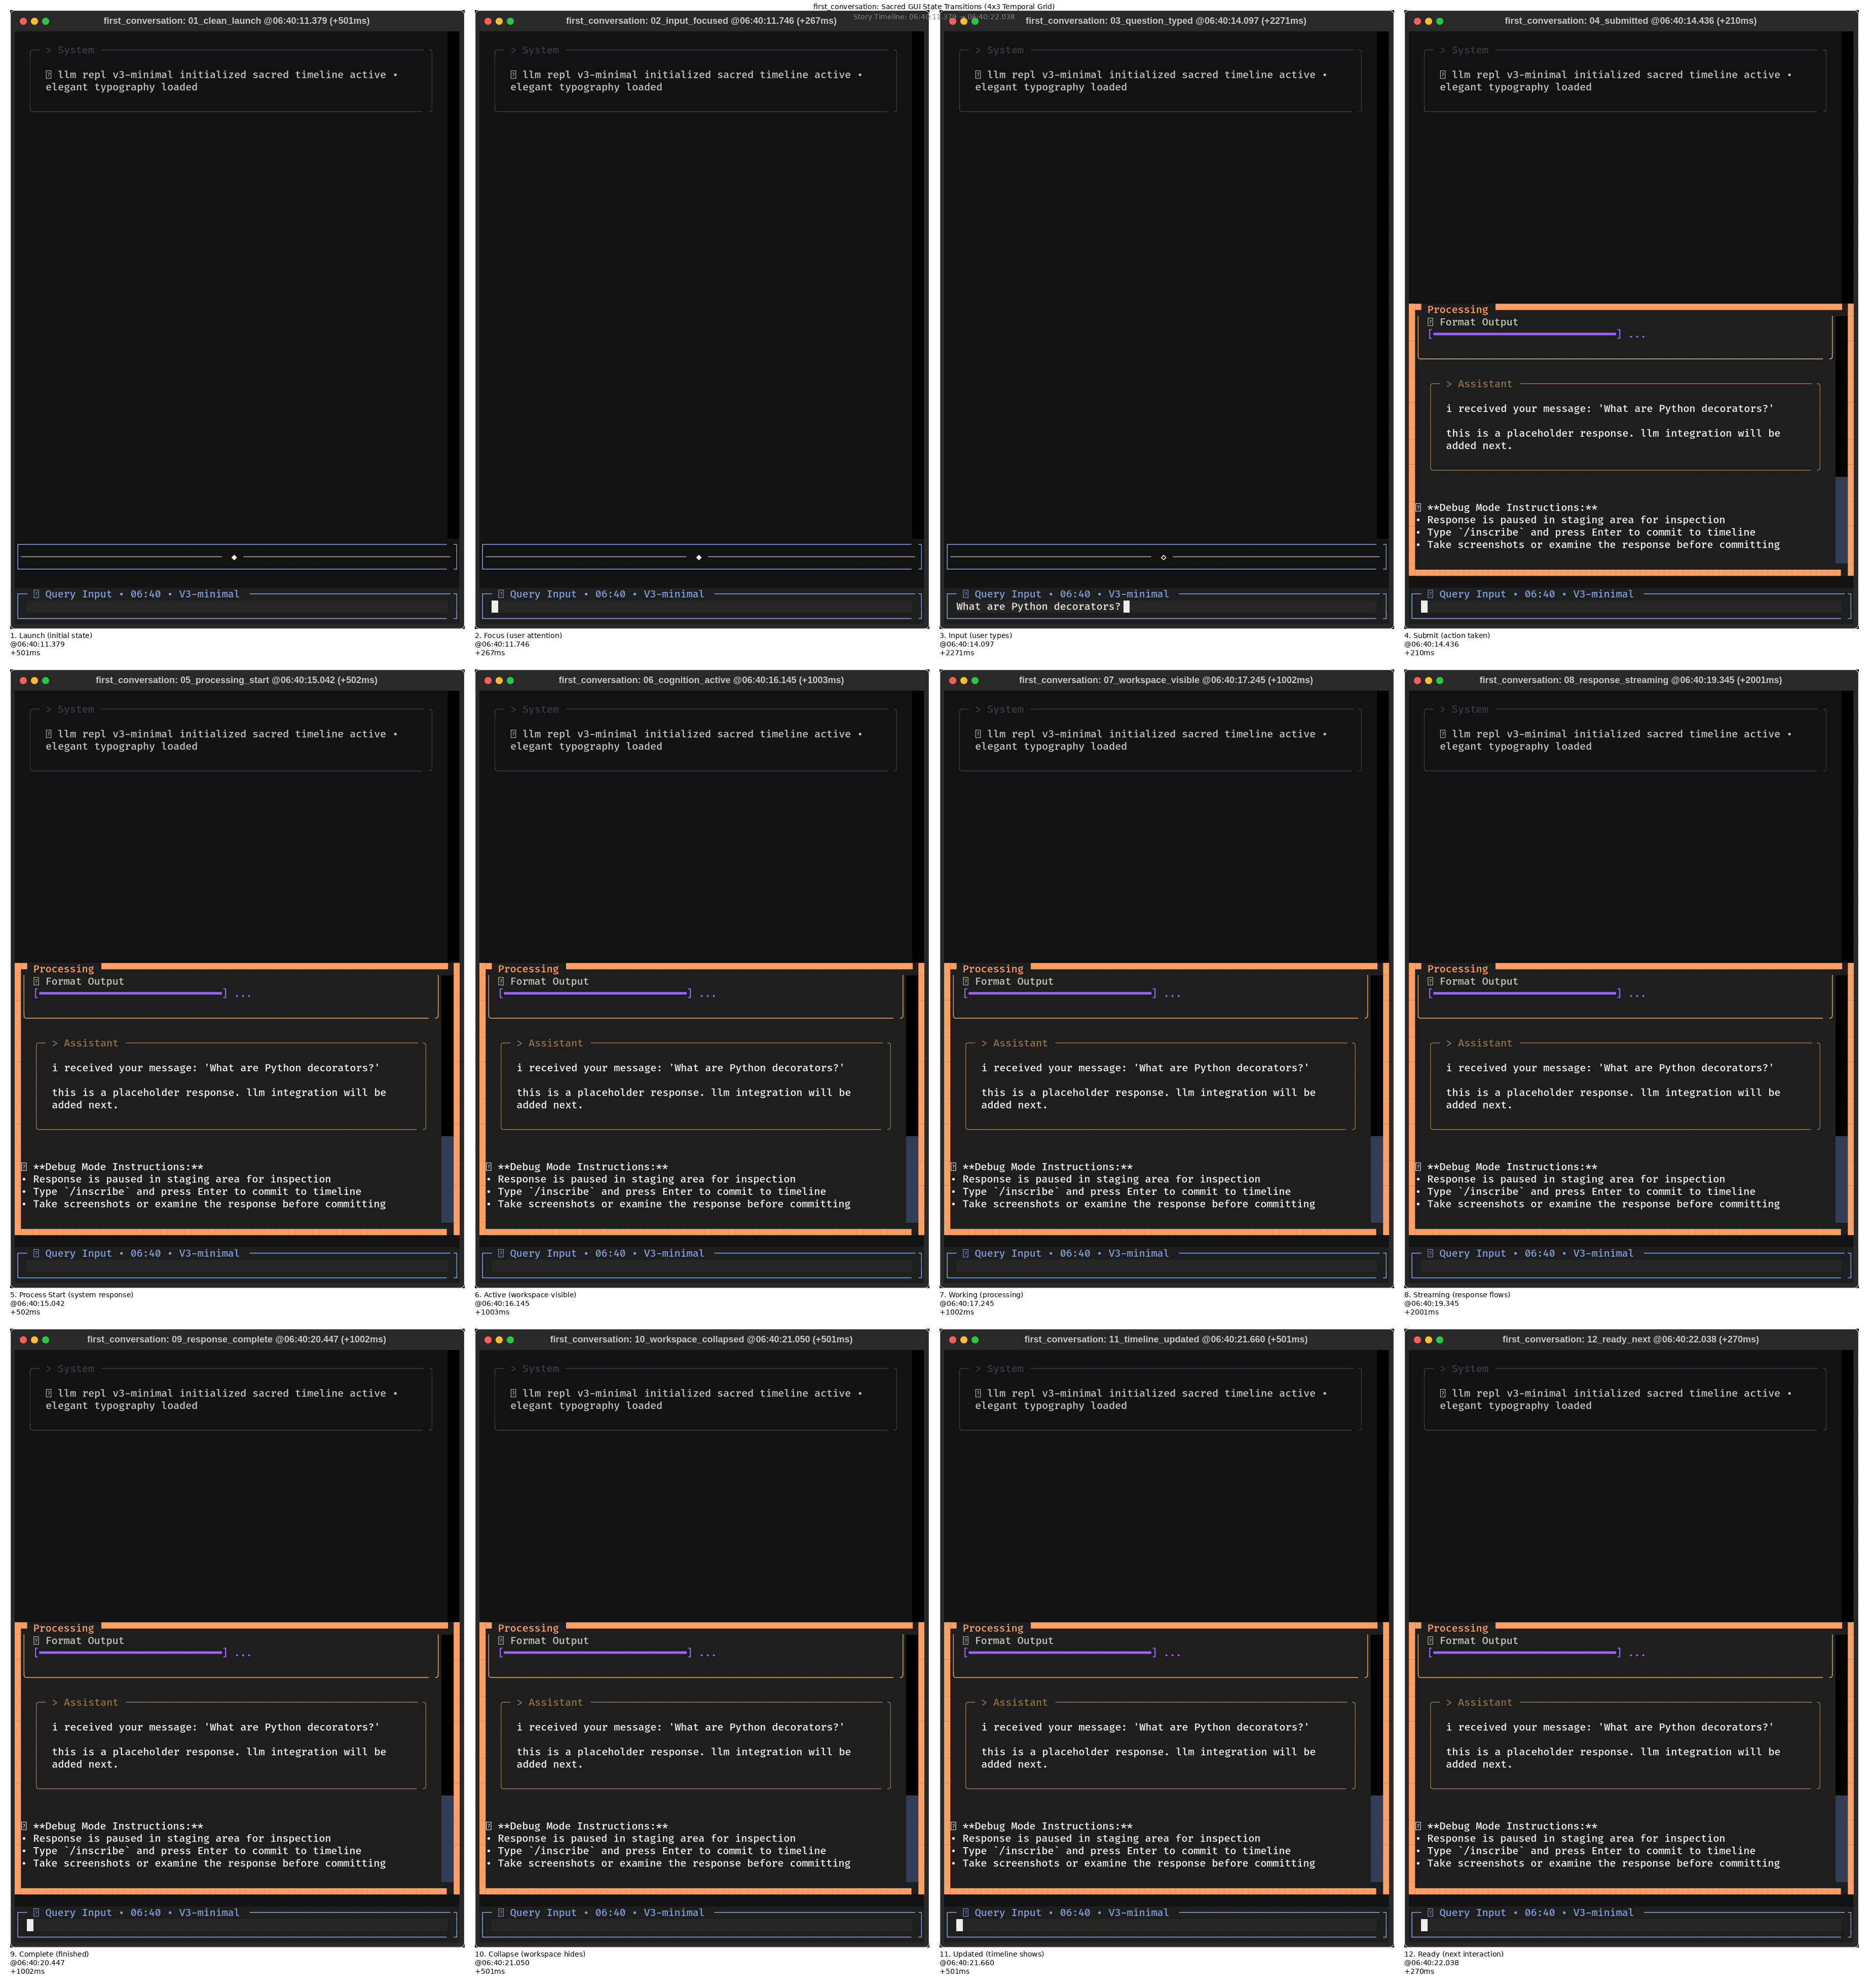 first_conversation: Sacred GUI State Transitions (4x3 Temporal Grid)
Story Timeline: 06:40:11.379 → 06:40:22.038
first_conversation: 01_clean_launch @06:40:11.379 (+501ms)
> System
llm repl v3-minimal initialized sacred timeline active •
elegant typography loaded
◆
Query Input • 06:40 • V3-minimal
1. Launch (initial state)
@06:40:11.379
+501ms
first_conversation: 02_input_focused @06:40:11.746 (+267ms)
> System
llm repl v3-minimal initialized sacred timeline active •
elegant typography loaded
◆
Query Input • 06:40 • V3-minimal
2. Focus (user attention)
@06:40:11.746
+267ms
first_conversation: 03_question_typed @06:40:14.097 (+2271ms)
> System
llm repl v3-minimal initialized sacred timeline active •
elegant typography loaded
◇
Query Input • 06:40 • V3-minimal
What are Python decorators?
3. Input (user types)
@06:40:14.097
+2271ms
first_conversation: 04_submitted @06:40:14.436 (+210ms)
> System
llm repl v3-minimal initialized sacred timeline active •
elegant typography loaded
Processing
Format Output
[━━━━━━━━━━] ...
> Assistant
i received your message: 'What are Python decorators?'
this is a placeholder response. llm integration will be
added next.
**Debug Mode Instructions:**
• Response is paused in staging area for inspection
• Type `/inscribe` and press Enter to commit to timeline
• Take screenshots or examine the response before committing
Query Input • 06:40 • V3-minimal
4. Submit (action taken)
@06:40:14.436
+210ms
first_conversation: 05_processing_start @06:40:15.042 (+502ms)
> System
llm repl v3-minimal initialized sacred timeline active •
elegant typography loaded
Processing
Format Output
[━━━━━━━━━━] ...
> Assistant
i received your message: 'What are Python decorators?'
this is a placeholder response. llm integration will be
added next.
**Debug Mode Instructions:**
• Response is paused in staging area for inspection
• Type `/inscribe` and press Enter to commit to timeline
• Take screenshots or examine the response before committing
Query Input • 06:40 • V3-minimal
5. Process Start (system response)
@06:40:15.042
+502ms
first_conversation: 06_cognition_active @06:40:16.145 (+1003ms)
> System
llm repl v3-minimal initialized sacred timeline active •
elegant typography loaded
Processing
Format Output
[━━━━━━━━━━] ...
> Assistant
i received your message: 'What are Python decorators?'
this is a placeholder response. llm integration will be
added next.
**Debug Mode Instructions:**
• Response is paused in staging area for inspection
• Type `/inscribe` and press Enter to commit to timeline
• Take screenshots or examine the response before committing
Query Input • 06:40 • V3-minimal
6. Active (workspace visible)
@06:40:16.145
+1003ms
first_conversation: 07_workspace_visible @06:40:17.245 (+1002ms)
> System
llm repl v3-minimal initialized sacred timeline active •
elegant typography loaded
Processing
Format Output
[━━━━━━━━━━] ...
> Assistant
i received your message: 'What are Python decorators?'
this is a placeholder response. llm integration will be
added next.
**Debug Mode Instructions:**
• Response is paused in staging area for inspection
• Type `/inscribe` and press Enter to commit to timeline
• Take screenshots or examine the response before committing
Query Input • 06:40 • V3-minimal
7. Working (processing)
@06:40:17.245
+1002ms
first_conversation: 08_response_streaming @06:40:19.345 (+2001ms)
> System
llm repl v3-minimal initialized sacred timeline active •
elegant typography loaded
Processing
Format Output
[━━━━━━━━━━] ...
> Assistant
i received your message: 'What are Python decorators?'
this is a placeholder response. llm integration will be
added next.
**Debug Mode Instructions:**
• Response is paused in staging area for inspection
• Type `/inscribe` and press Enter to commit to timeline
• Take screenshots or examine the response before committing
Query Input • 06:40 • V3-minimal
8. Streaming (response flows)
@06:40:19.345
+2001ms
first_conversation: 09_response_complete @06:40:20.447 (+1002ms)
> System
llm repl v3-minimal initialized sacred timeline active •
elegant typography loaded
Processing
Format Output
[━━━━━━━━━━] ...
> Assistant
i received your message: 'What are Python decorators?'
this is a placeholder response. llm integration will be
added next.
**Debug Mode Instructions:**
• Response is paused in staging area for inspection
• Type `/inscribe` and press Enter to commit to timeline
• Take screenshots or examine the response before committing
Query Input • 06:40 • V3-minimal
9. Complete (finished)
@06:40:20.447
+1002ms
first_conversation: 10_workspace_collapsed @06:40:21.050 (+501ms)
> System
llm repl v3-minimal initialized sacred timeline active •
elegant typography loaded
Processing
Format Output
[━━━━━━━━━━] ...
> Assistant
i received your message: 'What are Python decorators?'
this is a placeholder response. llm integration will be
added next.
**Debug Mode Instructions:**
• Response is paused in staging area for inspection
• Type `/inscribe` and press Enter to commit to timeline
• Take screenshots or examine the response before committing
Query Input • 06:40 • V3-minimal
10. Collapse (workspace hides)
@06:40:21.050
+501ms
first_conversation: 11_timeline_updated @06:40:21.660 (+501ms)
> System
llm repl v3-minimal initialized sacred timeline active •
elegant typography loaded
Processing
Format Output
[━━━━━━━━━━] ...
> Assistant
i received your message: 'What are Python decorators?'
this is a placeholder response. llm integration will be
added next.
**Debug Mode Instructions:**
• Response is paused in staging area for inspection
• Type `/inscribe` and press Enter to commit to timeline
• Take screenshots or examine the response before committing
Query Input • 06:40 • V3-minimal
11. Updated (timeline shows)
@06:40:21.660
+501ms
first_conversation: 12_ready_next @06:40:22.038 (+270ms)
> System
llm repl v3-minimal initialized sacred timeline active •
elegant typography loaded
Processing
Format Output
[━━━━━━━━━━] ...
> Assistant
i received your message: 'What are Python decorators?'
this is a placeholder response. llm integration will be
added next.
**Debug Mode Instructions:**
• Response is paused in staging area for inspection
• Type `/inscribe` and press Enter to commit to timeline
• Take screenshots or examine the response before committing
Query Input • 06:40 • V3-minimal
12. Ready (next interaction)
@06:40:22.038
+270ms